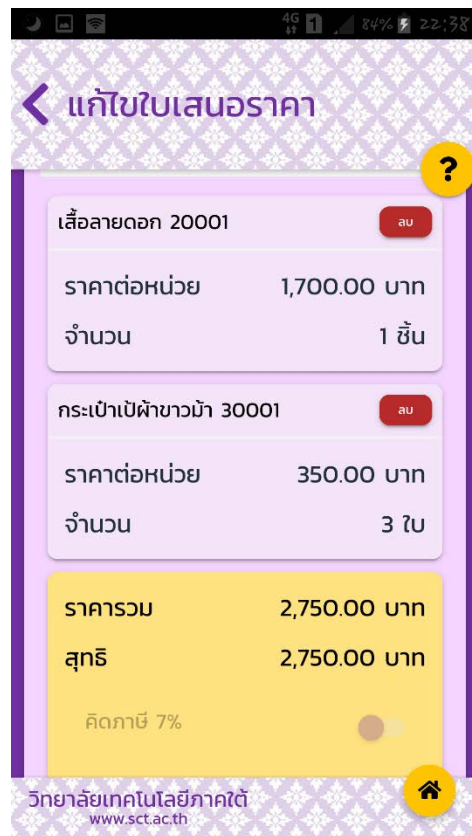 4G 1 84% 22:38
แก้ไขใบเสนอราคา
?
เสื้อลายดอก 20001 ลบ
ราคาต่อหน่วย 1,700.00 บาท
จำนวน 1 ชิ้น
กระเป๋าเป้ผ้าขาวม้า 30001 ลบ
ราคาต่อหน่วย 350.00 บาท
จำนวน 3 ใบ
ราคารวม 2,750.00 บาท
สุทธิ 2,750.00 บาท
คิดภาษี 7%
วิทยาลัยเทคโนโลยีภาคใต้
www.sct.ac.th